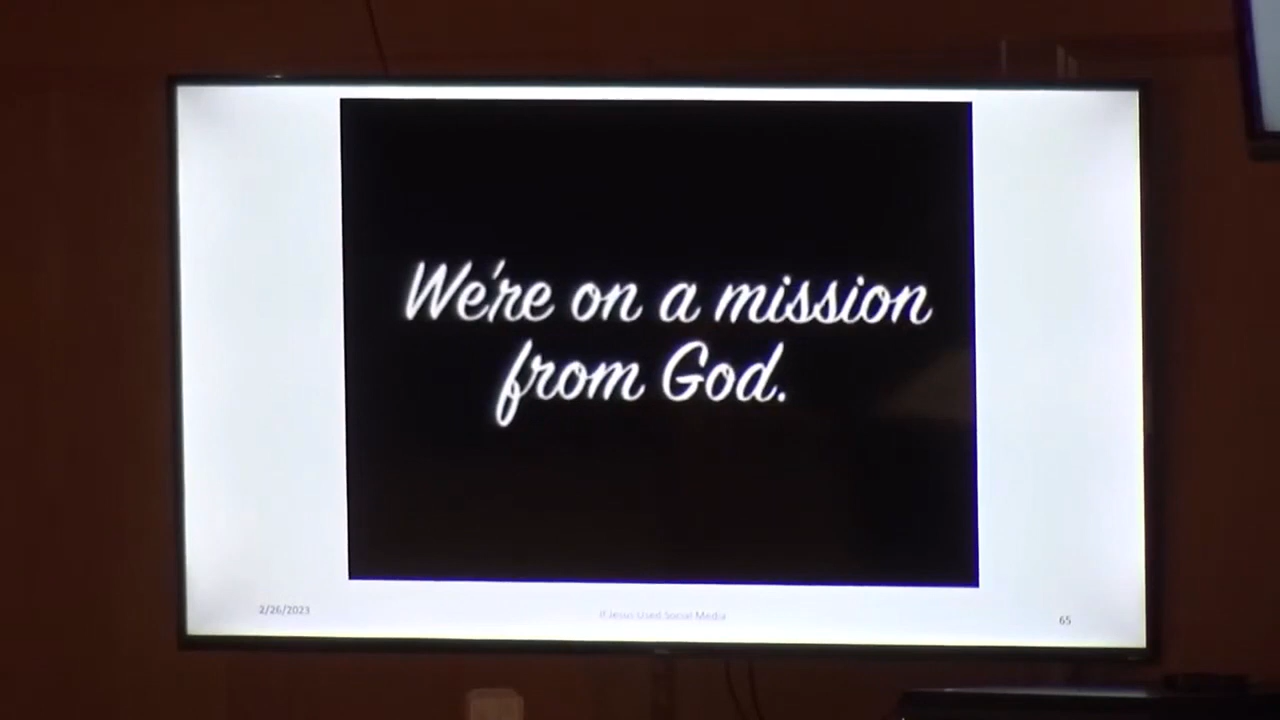 We're on a mission
from God.
2/26/2023
If Jesus Used Social Media
65